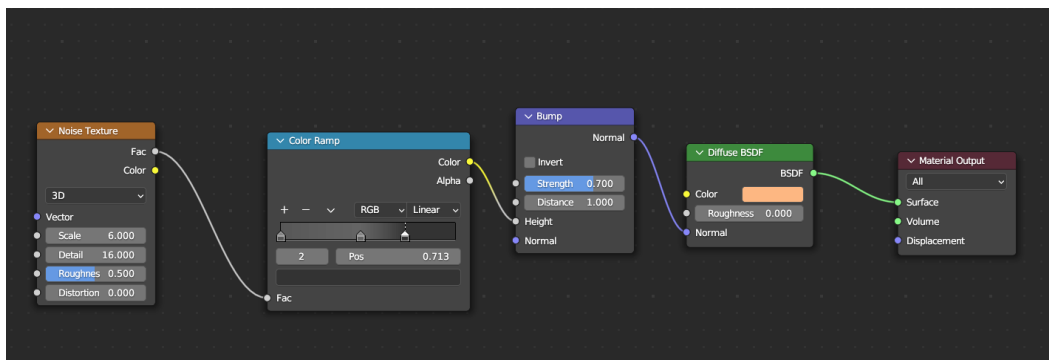 Noise Texture
Fac
Color
3D
Vector
Scale 6.000
Detail 16.000
Roughnes 0.500
Distortion 0.000
Color Ramp
Color
Alpha
+ − RGB Linear
2 Pos 0.713
Fac
Bump
Normal
Invert
Strength 0.700
Distance 1.000
Height
Normal
Diffuse BSDF
BSDF
Color
Roughness 0.000
Normal
Material Output
All
Surface
Volume
Displacement